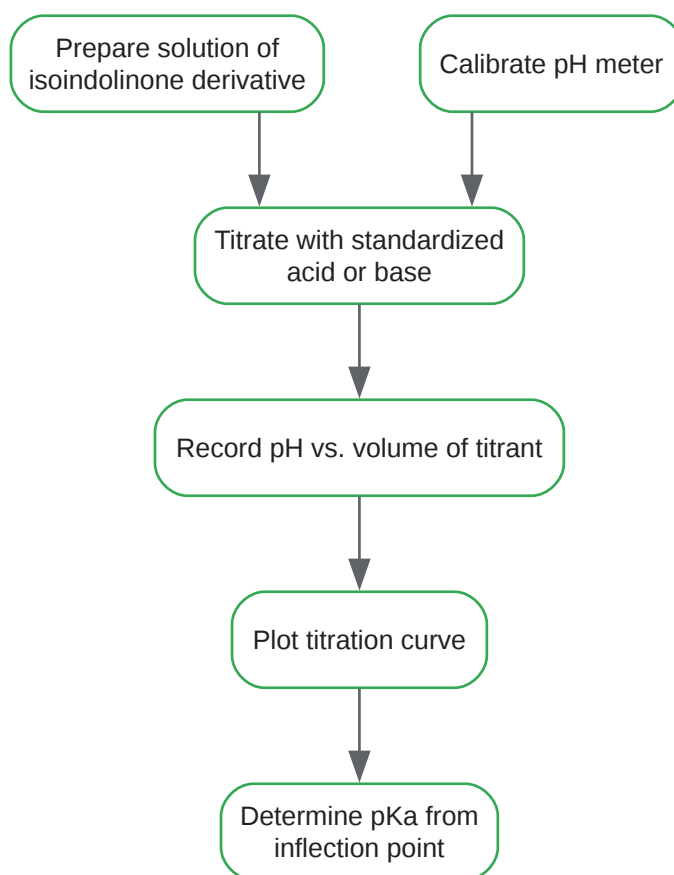 Prepare solution of
isoindolinone derivative
Calibrate pH meter
Titrate with standardized
acid or base
Record pH vs. volume of titrant
Plot titration curve
Determine pKa from
inflection point